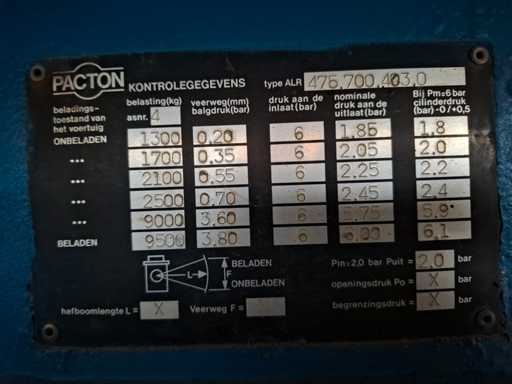 PACTON
KONTROLEGEGEVENS type ALR 475.700.403.0
beladings-
toestand van
het voertuig
belasting(kg)
asnr. 4
veerweg(mm)
balgdruk(bar)
druk aan de
inlaat(bar)
nominale
druk aan de
uitlaat(bar)
Bij Pm=6 bar
cilinderdruk
(bar) -0/+0,5
ONBELADEN 1300 0.20 6 1.85 1.8
... 1700 0.35 6 2.05 2.0
... 2100 0.55 6 2.25 2.2
... 2500 0.70 6 2.45 2.4
... 9000 3.60 6 5.75 5.9
BELADEN 9500 3.80 6 6.00 6.1
BELADEN
L F
ONBELADEN
Pin=2,0 bar Puit = 2.0 bar
openingsdruk Po = X bar
begrenzingsdruk = X bar
hefboomlengte L = X Veerweg F =